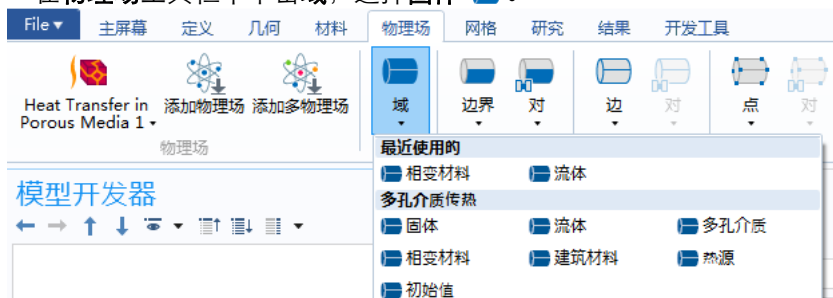 File 主屏幕 定义 几何 材料 物理场 网格 研究 结果 开发工具
Heat Transfer in Porous Media 1 添加物理场 添加多物理场 域 边界 对 边 对 点 对
物理场
最近使用的
相变材料 流体
多孔介质传热
固体 流体 多孔介质
相变材料 建筑材料 热源
初始值
模型开发器